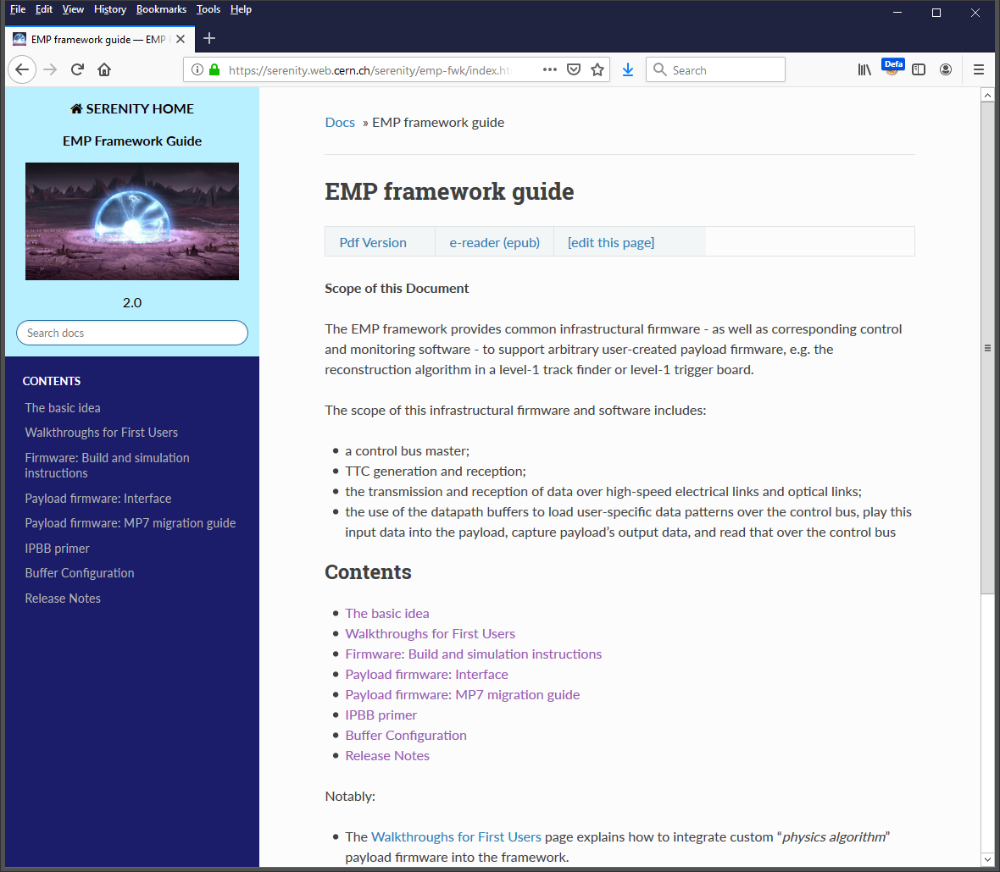 File Edit View History Bookmarks Tools Help
EMP framework guide — EMP
https://serenity.web.cern.ch/serenity/emp-fwk/index.ht
Search
Defa
SERENITY HOME
EMP Framework Guide
2.0
Search docs
CONTENTS
The basic idea
Walkthroughs for First Users
Firmware: Build and simulation
instructions
Payload firmware: Interface
Payload firmware: MP7 migration guide
IPBB primer
Buffer Configuration
Release Notes
Docs » EMP framework guide
EMP framework guide
Pdf Version e-reader (epub) [edit this page]
Scope of this Document
The EMP framework provides common infrastructural firmware - as well as corresponding control
and monitoring software - to support arbitrary user-created payload firmware, e.g. the
reconstruction algorithm in a level-1 track finder or level-1 trigger board.
The scope of this infrastructural firmware and software includes:
• a control bus master;
• TTC generation and reception;
• the transmission and reception of data over high-speed electrical links and optical links;
• the use of the datapath buffers to load user-specific data patterns over the control bus, play this
input data into the payload, capture payload’s output data, and read that over the control bus
Contents
• The basic idea
• Walkthroughs for First Users
• Firmware: Build and simulation instructions
• Payload firmware: Interface
• Payload firmware: MP7 migration guide
• IPBB primer
• Buffer Configuration
• Release Notes
Notably:
• The Walkthroughs for First Users page explains how to integrate custom “physics algorithm”
payload firmware into the framework.